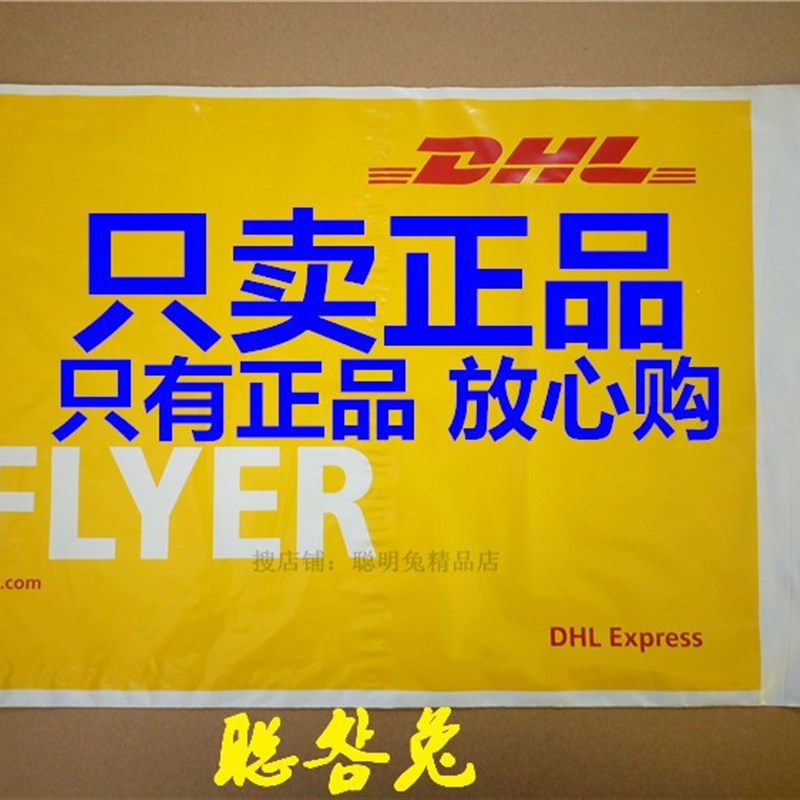 DHL
只卖正品
只有正品 放心购
FLYER
搜店铺：聪明兔精品店
.com
DHL Express
聪明兔